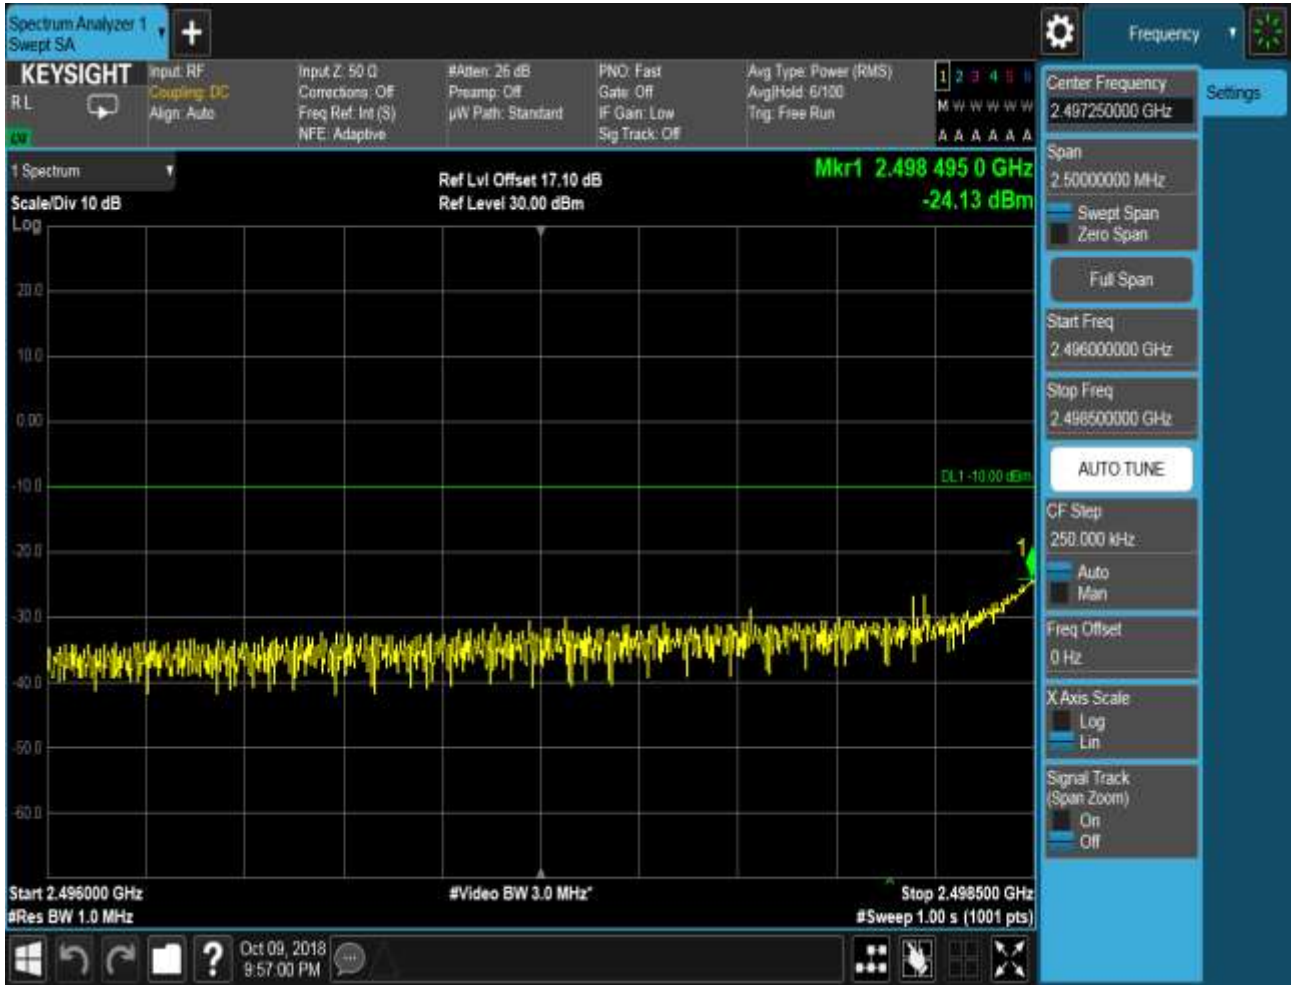 Spectrum Analyzer 1
Swept SA
Frequency
KEYSIGHT
R L
Input: RF
Coupling: DC
Align: Auto
Input Z: 50 Ω
Corrections: Off
Freq Ref: Int (S)
NFE: Adaptive
#Atten: 26 dB
Preamp: Off
µW Path: Standard
PNO: Fast
Gate: Off
IF Gain: Low
Sig Track: Off
Avg Type: Power (RMS)
Avg|Hold: 6/100
Trig: Free Run
1 2 3 4 5 6
M W W W W W
A A A A A A
1 Spectrum
Scale/Div 10 dB
Log
Ref Lvl Offset 17.10 dB
Ref Level 30.00 dBm
Mkr1 2.498 495 0 GHz
-24.13 dBm
20.0
10.0
0.00
-10.0
-20.0
-30.0
-40.0
-50.0
-60.0
DL1 -10.00 dBm
1
Start 2.496000 GHz
#Res BW 1.0 MHz
#Video BW 3.0 MHz*
Stop 2.498500 GHz
#Sweep 1.00 s (1001 pts)
Center Frequency
2.497250000 GHz
Settings
Span
2.50000000 MHz
Swept Span
Zero Span
Full Span
Start Freq
2.496000000 GHz
Stop Freq
2.498500000 GHz
AUTO TUNE
CF Step
250.000 kHz
Auto
Man
Freq Offset
0 Hz
X Axis Scale
Log
Lin
Signal Track
(Span Zoom)
On
Off
?
Oct 09, 2018
9:57:00 PM